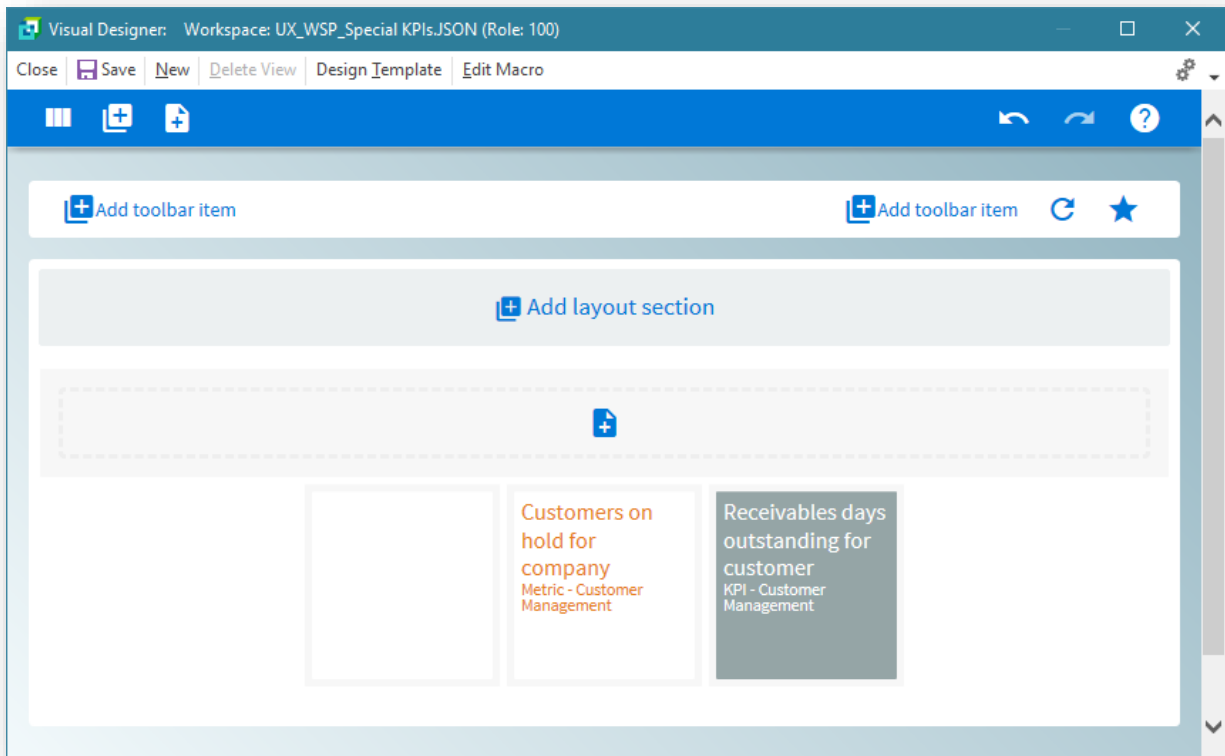 Visual Designer: Workspace: UX_WSP_Special KPIs.JSON (Role: 100)
Close Save New Delete View Design Template Edit Macro
Add toolbar item Add toolbar item
Add layout section
Customers on
hold for
company
Metric - Customer
Management
Receivables days
outstanding for
customer
KPI - Customer
Management